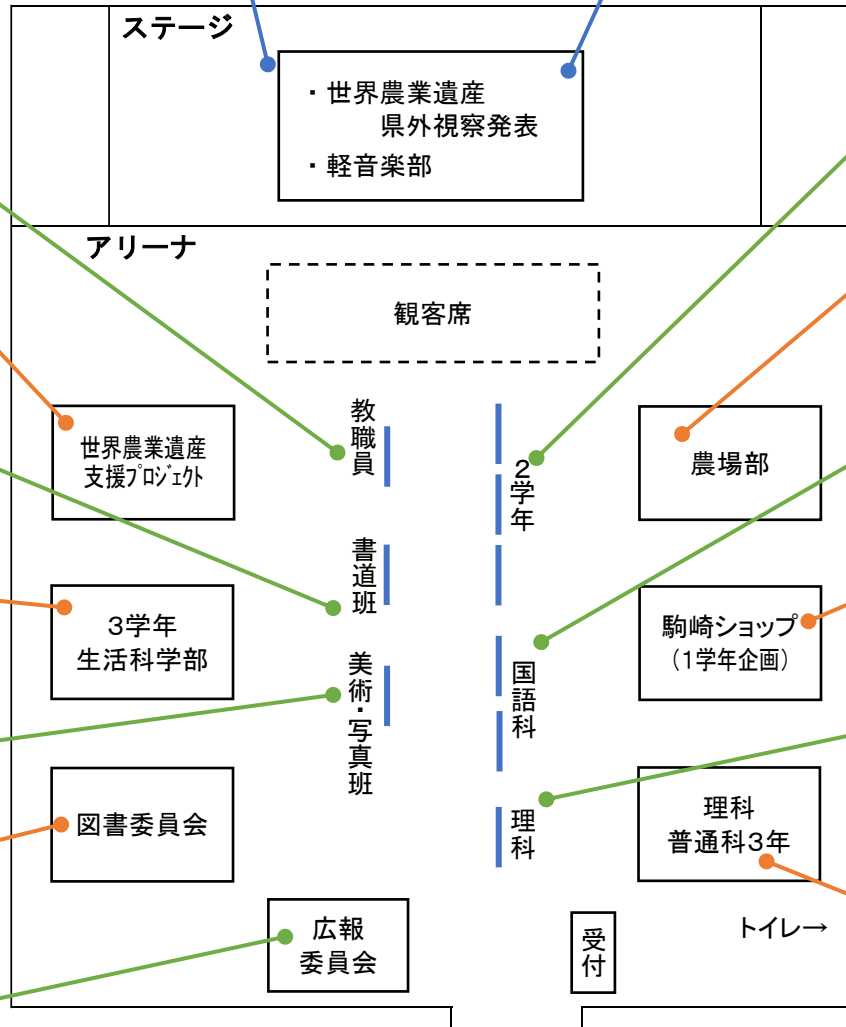 ステージ
・世界農業遺産
県外視察発表
・軽音楽部
アリーナ
観客席
世界農業遺産
支援プロジェクト
教職員
2学年
農場部
書道班
3学年
生活科学部
美術・写真班
国語科
駒崎ショップ
(1学年企画)
図書委員会
理科
理科
普通科3年
広報
委員会
受付
トイレ→